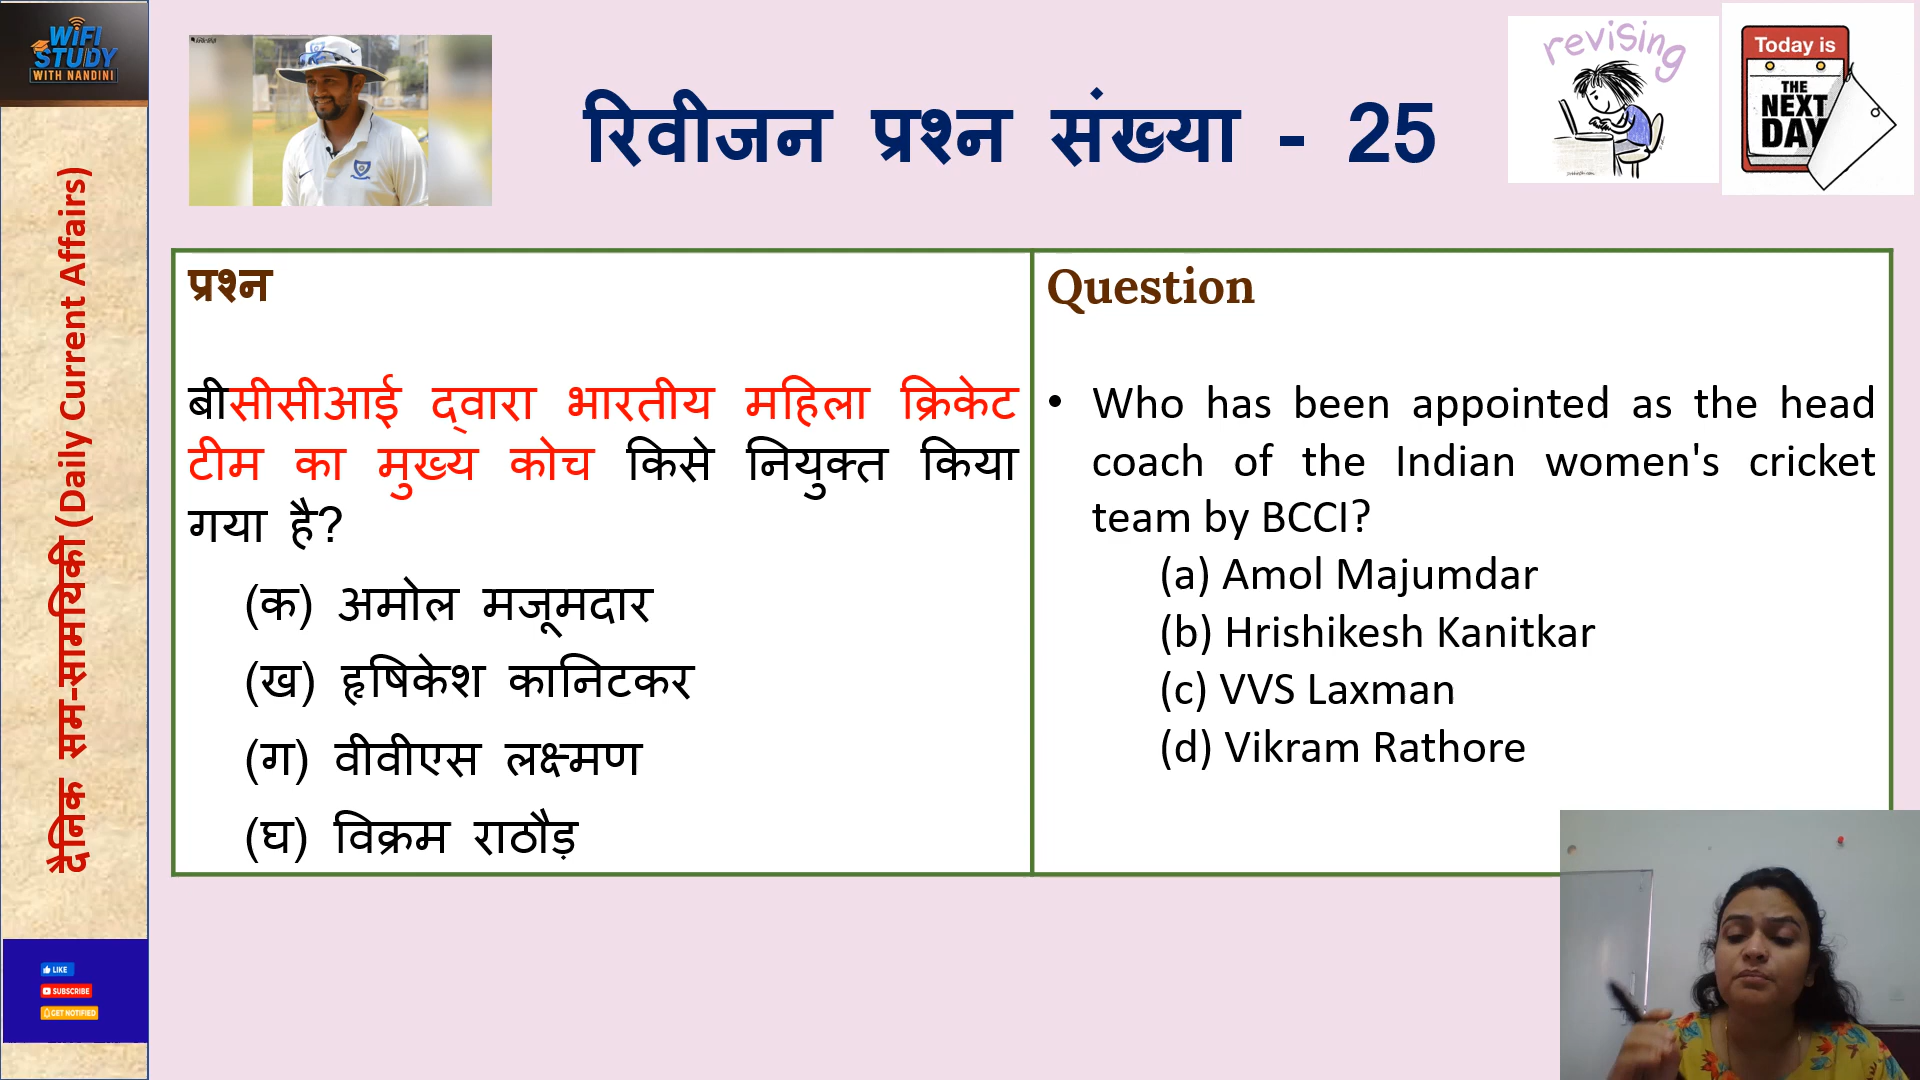 WiFi
STUDY
WITH NANDINI
दैनिक सम-सामयिकी (Daily Current Affairs)
LIKE
SUBSCRIBE
GET NOTIFIED
रिवीजन प्रश्न संख्या - 25
revising
Today is
THE
NEXT
DAY
प्रश्न
बीसीसीआई द्वारा भारतीय महिला क्रिकेट
टीम का मुख्य कोच किसे नियुक्त किया
गया है?
(क) अमोल मजूमदार
(ख) हृषिकेश कानिटकर
(ग) वीवीएस लक्ष्मण
(घ) विक्रम राठौड़
Question
• Who has been appointed as the head
coach of the Indian women's cricket
team by BCCI?
(a) Amol Majumdar
(b) Hrishikesh Kanitkar
(c) VVS Laxman
(d) Vikram Rathore